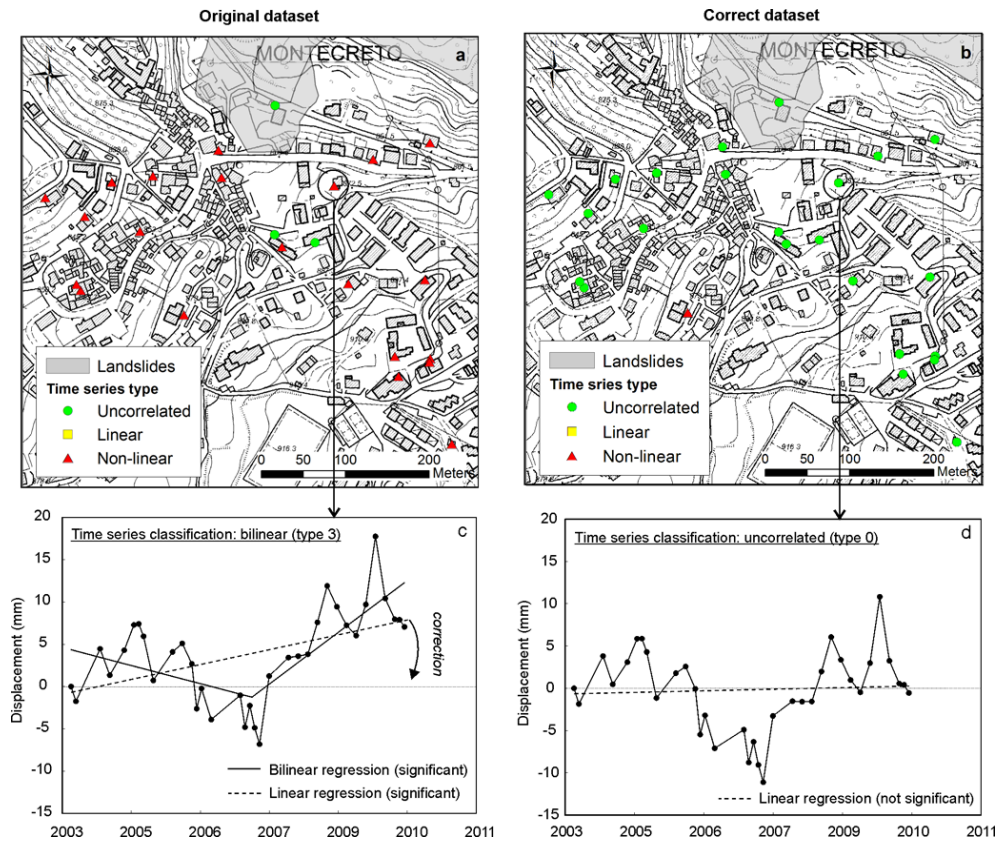 Original dataset
Correct dataset
MONTECRETO
a
N
Landslides
Time series type
Uncorrelated
Linear
Non-linear
0 50 100 200
Meters
MONTECRETO
b
Landslides
Time sries type
Uncorrelated
Linear
Non-linear
0 50 100 200
Meters
916.3
916.3
Time series classification: bilinear (type 3)
c
Displacement (mm)
20
15
10
5
0
-5
-10
-15
correction
Bilinear regression (significant)
Linear regression (significant)
2003 2005 2006 2007 2009 2010 2011
Time series classification: uncorrelated (type 0)
d
Displacement (mm)
20
15
10
5
0
-5
-10
-15
Linear regression (not significant)
2003 2005 2006 2007 2009 2010 2011